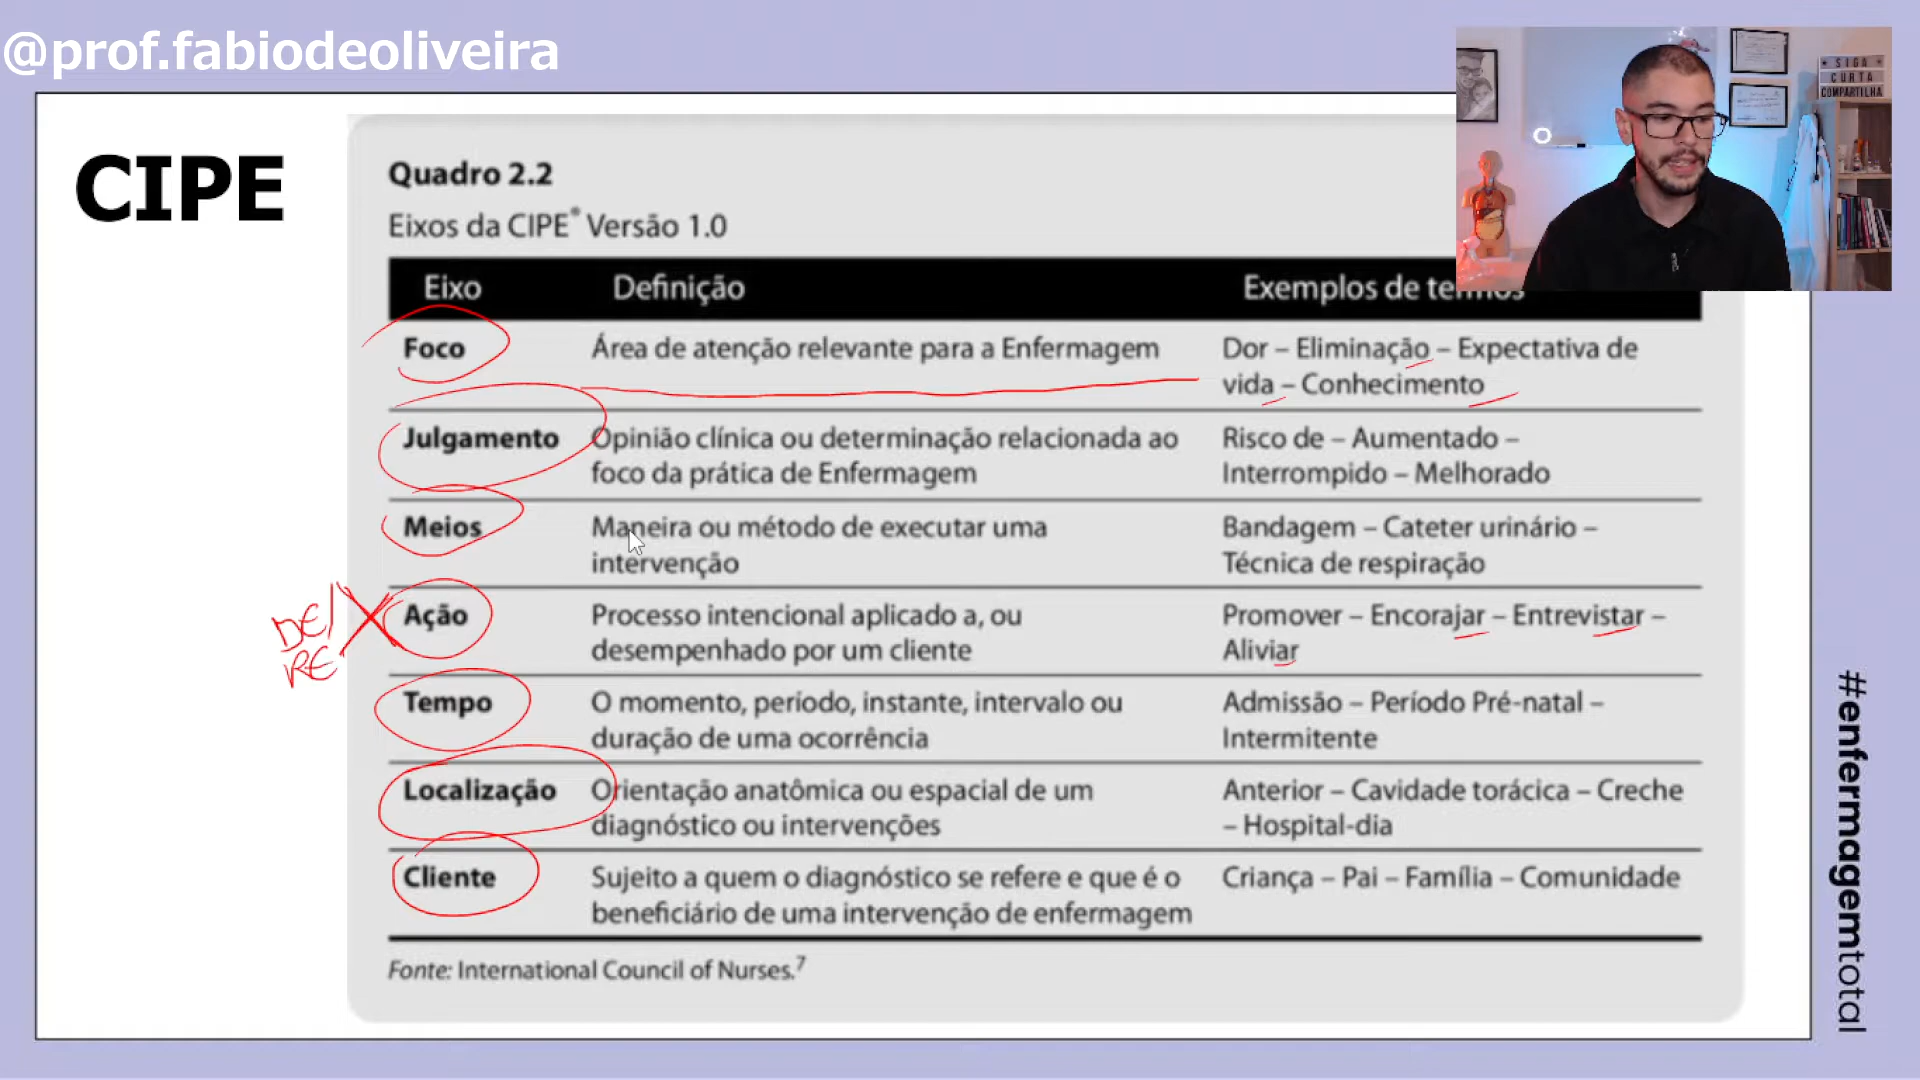 @prof.fabiodeoliveira
SIGA
CURTA
COMPARTILHA
CIPE
Quadro 2.2
Eixos da CIPE® Versão 1.0
Eixo Definição Exemplos de termos
Foco Área de atenção relevante para a Enfermagem Dor – Eliminação – Expectativa de
vida – Conhecimento
Julgamento Opinião clínica ou determinação relacionada ao Risco de – Aumentado –
foco da prática de Enfermagem Interrompido – Melhorado
Meios Maneira ou método de executar uma Bandagem – Cateter urinário –
intervenção Técnica de respiração
DE/
RE
Ação Processo intencional aplicado a, ou Promover – Encorajar – Entrevistar –
desempenhado por um cliente Aliviar
Tempo O momento, período, instante, intervalo ou Admissão – Período Pré-natal –
duração de uma ocorrência Intermitente
Localização Orientação anatômica ou espacial de um Anterior – Cavidade torácica – Creche
diagnóstico ou intervenções – Hospital-dia
Cliente Sujeito a quem o diagnóstico se refere e que é o Criança – Pai – Família – Comunidade
beneficiário de uma intervenção de enfermagem
Fonte: International Council of Nurses.7
#enfermagemtotal